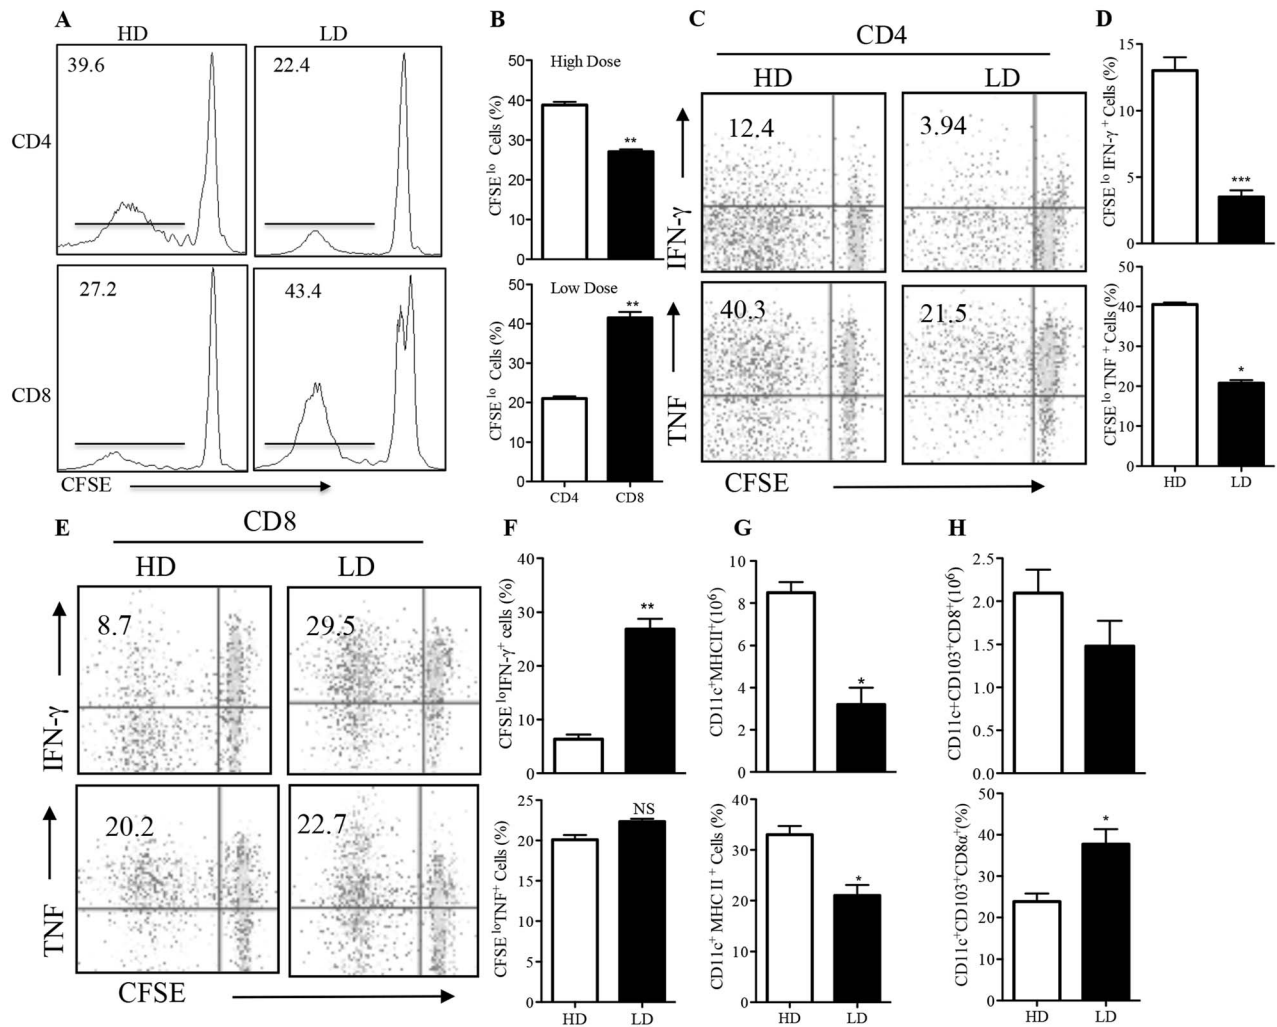 A
HD
LD
CD4
39.6
22.4
CD8
27.2
43.4
CFSE
B
High Dose
CFSE lo Cells (%)
50
40
30
20
10
0
**
Low Dose
CFSE lo Cells (%)
50
40
30
20
10
0
**
CD4
CD8
C
CD4
HD
LD
IFN-γ
12.4
3.94
TNF
40.3
21.5
CFSE
D
CFSE lo IFN-γ + Cells (%)
15
10
5
0
***
CFSE lo TNF + Cells (%)
50
40
30
20
10
0
*
HD
LD
E
CD8
HD
LD
IFN-γ
8.7
29.5
TNF
20.2
22.7
CFSE
F
CFSE loIFN-γ+ cells (%)
40
30
20
10
0
**
CFSE loTNF+ Cells (%)
25
20
15
10
5
0
NS
HD
LD
G
CD11c+MHCII+(106)
10
8
6
4
2
0
*
CD11c+ MHC II + Cells (%)
40
30
20
10
0
*
HD
LD
H
CD11c+CD103+CD8+(106)
2.5
2.0
1.5
1.0
0.5
0.0
CD11c+CD103+CD8α+(%)
50
40
30
20
10
0
*
HD
LD